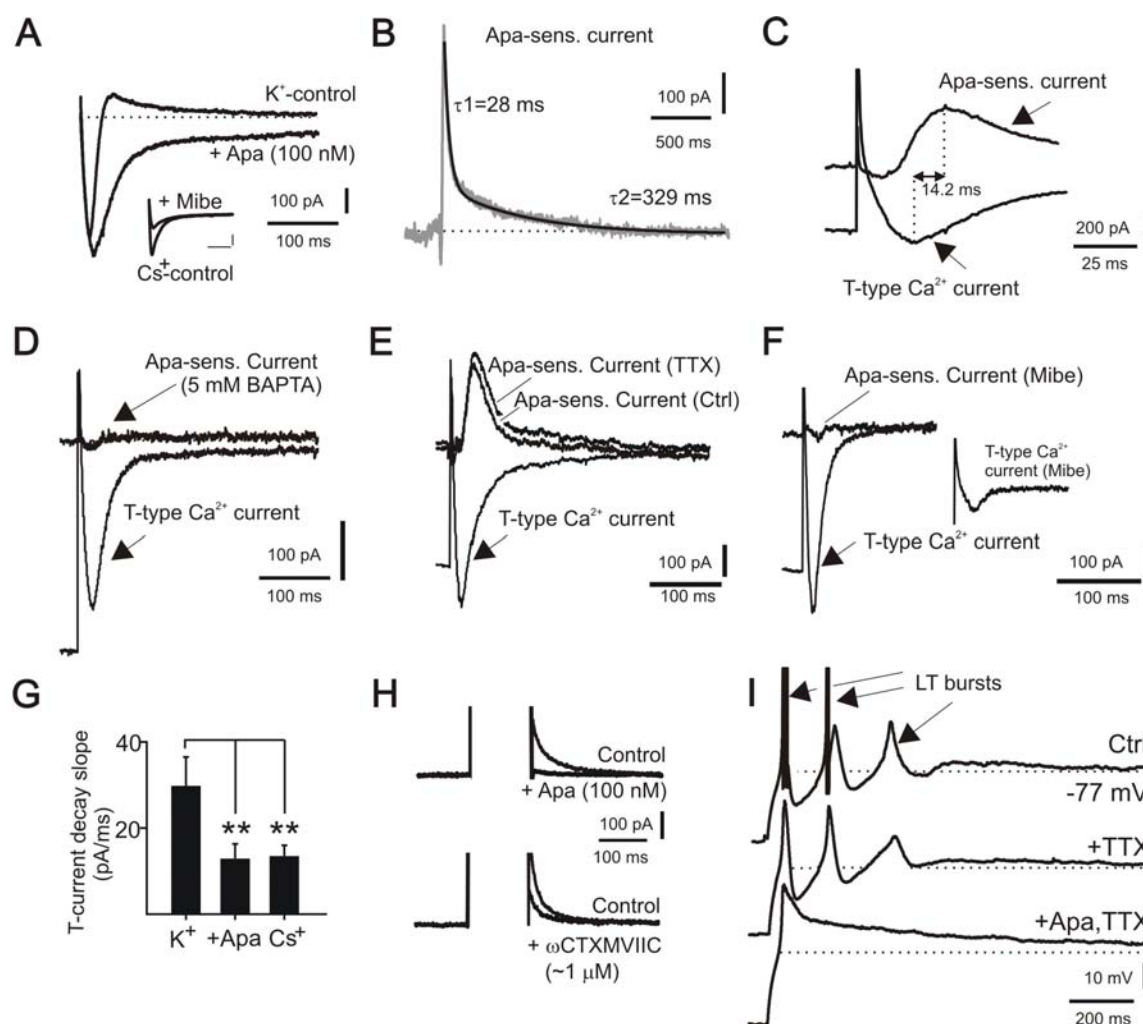 A
K⁺-control
+ Apa (100 nM)
+ Mibe
Cs⁺-control
100 pA
100 ms
B
Apa-sens. current
τ1=28 ms
τ2=329 ms
100 pA
500 ms
C
Apa-sens. current
14.2 ms
T-type Ca²⁺ current
200 pA
25 ms
D
Apa-sens. Current
(5 mM BAPTA)
T-type Ca²⁺ current
100 pA
100 ms
E
Apa-sens. Current (TTX)
Apa-sens. Current (Ctrl)
T-type Ca²⁺ current
100 pA
100 ms
F
Apa-sens. Current (Mibe)
T-type Ca²⁺
current (Mibe)
T-type Ca²⁺ current
100 pA
100 ms
G
T-current decay slope
(pA/ms)
40
20
** **
K⁺ +Apa Cs⁺
H
Control
+ Apa (100 nM)
100 pA
100 ms
Control
+ ωCTXMVIIC
(~1 μM)
I
LT bursts
Ctrl
-77 mV
+TTX
+Apa,TTX
10 mV
200 ms